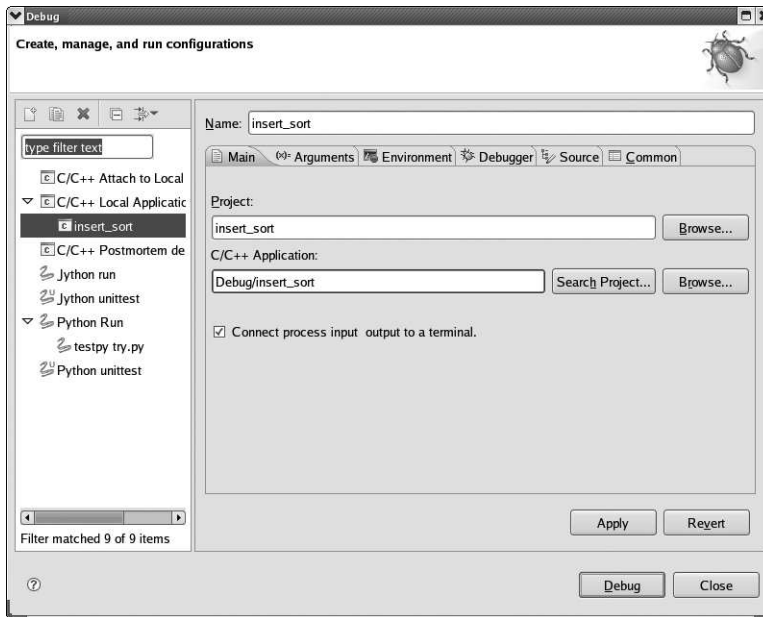 Debug
Create, manage, and run configurations
type filter text
C/C++ Attach to Local
C/C++ Local Applicatic
insert_sort
C/C++ Postmortem de
Jython run
Jython unittest
Python Run
testpy try.py
Python unittest
Filter matched 9 of 9 items
Name: insert_sort
Main (x)= Arguments Environment Debugger Source Common
Project:
insert_sort Browse...
C/C++ Application:
Debug/insert_sort Search Project... Browse...
Connect process input output to a terminal.
Apply Revert
? Debug Close